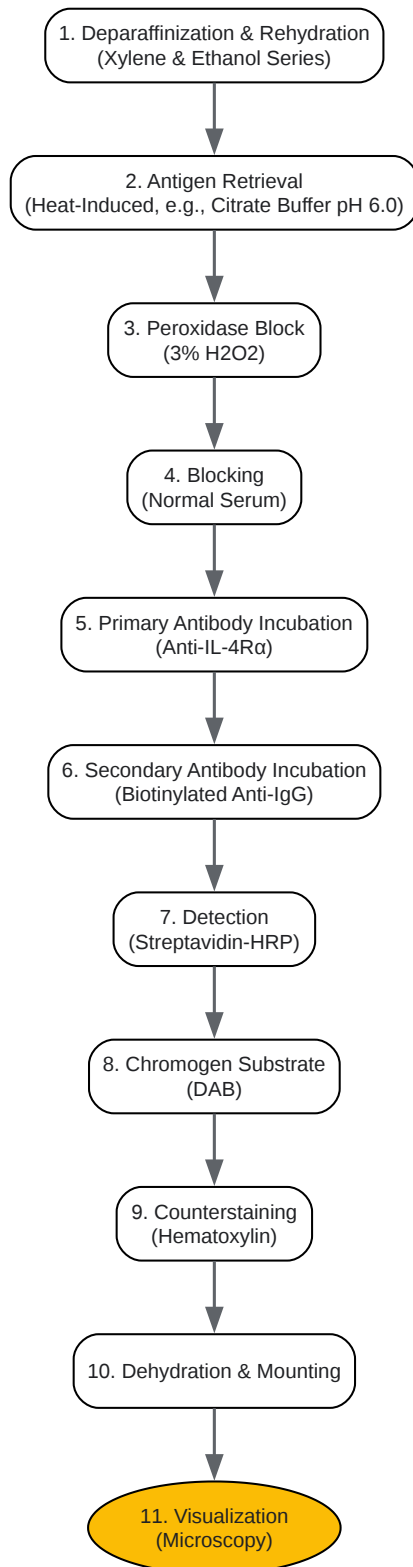 1. Deparaffinization & Rehydration
(Xylene & Ethanol Series)
2. Antigen Retrieval
(Heat-Induced, e.g., Citrate Buffer pH 6.0)
3. Peroxidase Block
(3% H2O2)
4. Blocking
(Normal Serum)
5. Primary Antibody Incubation
(Anti-IL-4Rα)
6. Secondary Antibody Incubation
(Biotinylated Anti-IgG)
7. Detection
(Streptavidin-HRP)
8. Chromogen Substrate
(DAB)
9. Counterstaining
(Hematoxylin)
10. Dehydration & Mounting
11. Visualization
(Microscopy)